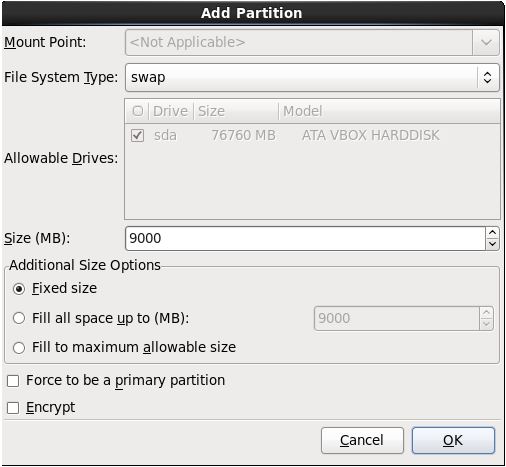 Add Partition
Mount Point: <Not Applicable>
File System Type: swap
Drive Size Model
sda 76760 MB ATA VBOX HARDDISK
Allowable Drives:
Size (MB): 9000
Additional Size Options
Fixed size
Fill all space up to (MB): 9000
Fill to maximum allowable size
Force to be a primary partition
Encrypt
Cancel OK